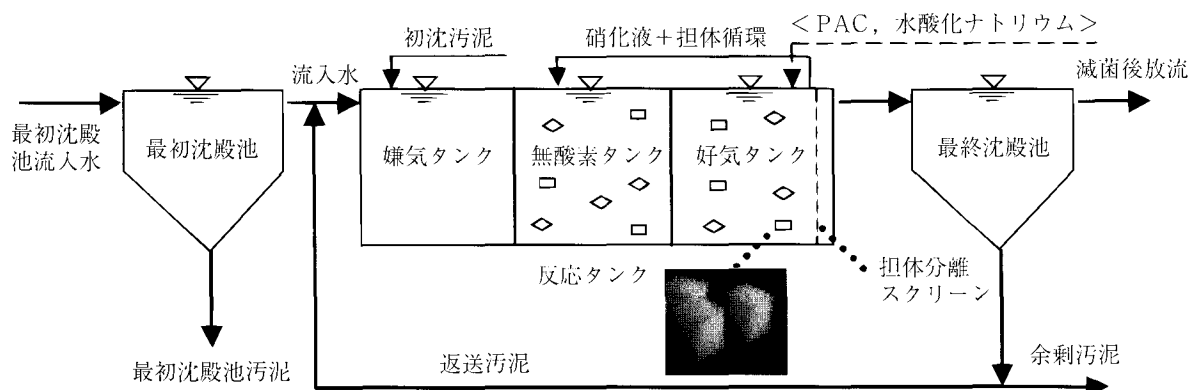 初沈汚泥
硝化液＋担体循環
＜PAC，水酸化ナトリウム＞
流入水
滅菌後放流
最初沈殿
池流入水
最初沈殿池
嫌気タンク
無酸素タンク
好気タンク
最終沈殿池
反応タンク
担体分離
スクリーン
最初沈殿池汚泥
返送汚泥
余剰汚泥